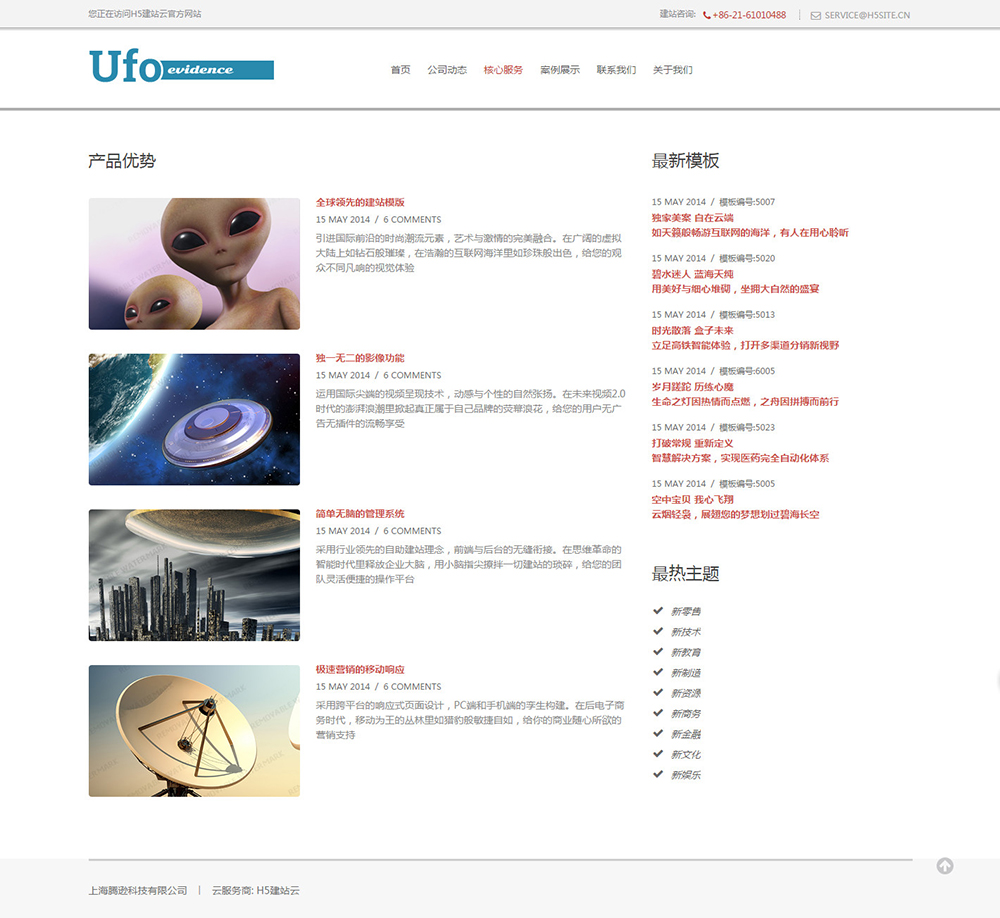 您正在访问H5建站云官方网站
建站咨询: +86-21-61010488 | SERVICE@H5SITE.CN
Ufo evidence
首页 公司动态 核心服务 案例展示 联系我们 关于我们
产品优势
全球领先的建站模版
15 MAY 2014 / 6 COMMENTS
引进国际前沿的时尚潮流元素，艺术与激情的完美融合。在广阔的虚拟
大陆上如钻石般璀璨，在浩瀚的互联网海洋里如珍珠般出色，给您的观
众不同凡响的视觉体验
独一无二的影像功能
15 MAY 2014 / 6 COMMENTS
运用国际尖端的视频呈现技术，动感与个性的自然张扬。在未来视频2.0
时代的澎湃浪潮里掀起真正属于自己品牌的荧幕浪花，给您的用户无广
告无插件的流畅享受
简单无脑的管理系统
15 MAY 2014 / 6 COMMENTS
采用行业领先的自助建站理念，前端与后台的无缝衔接。在思维革命的
智能时代里释放企业大脑，用小脑指尖撩拌一切建站的琐碎，给您的团
队灵活便捷的操作平台
极速营销的移动响应
15 MAY 2014 / 6 COMMENTS
采用跨平台的响应式页面设计，PC端和手机端的孪生构建。在后电子商
务时代，移动为王的丛林里如猎豹般敏捷自如，给你的商业随心所欲的
营销支持
最新模板
15 MAY 2014 / 模板编号:5007
独家美案 自在云端
如天籁般畅游互联网的海洋，有人在用心聆听
15 MAY 2014 / 模板编号:5020
碧水迷人 蓝海天纯
用美好与细心堆砌，坐拥大自然的盛宴
15 MAY 2014 / 模板编号:5013
时光散落 盒子未来
立足高铁智能体验，打开多渠道分销新视野
15 MAY 2014 / 模板编号:6005
岁月蹉跎 历练心魔
生命之灯因热情而点燃，之舟因拼搏而前行
15 MAY 2014 / 模板编号:5023
打破常规 重新定义
智慧解决方案，实现医药完全自动化体系
15 MAY 2014 / 模板编号:5005
空中宝贝 我心飞翔
云烟轻袅，展翅您的梦想划过碧海长空
最热主题
新零售
新技术
新教育
新制造
新资源
新商务
新金融
新文化
新娱乐
上海腾逊科技有限公司 | 云服务商: H5建站云